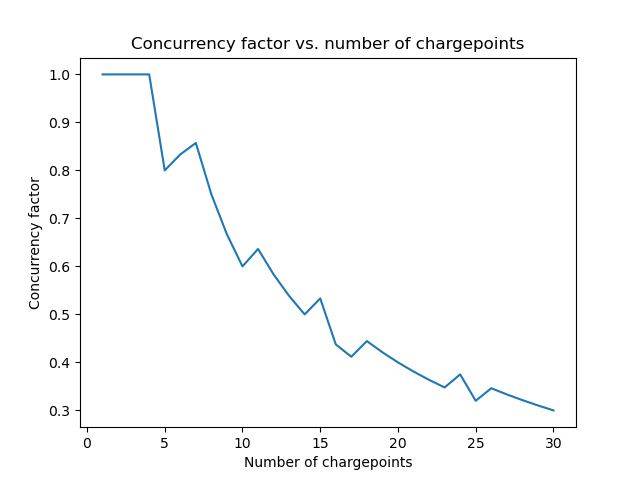 Concurrency factor vs. number of chargepoints
1.0
0.9
0.8
0.7
0.6
0.5
0.4
0.3
Concurrency factor
0 5 10 15 20 25 30
Number of chargepoints